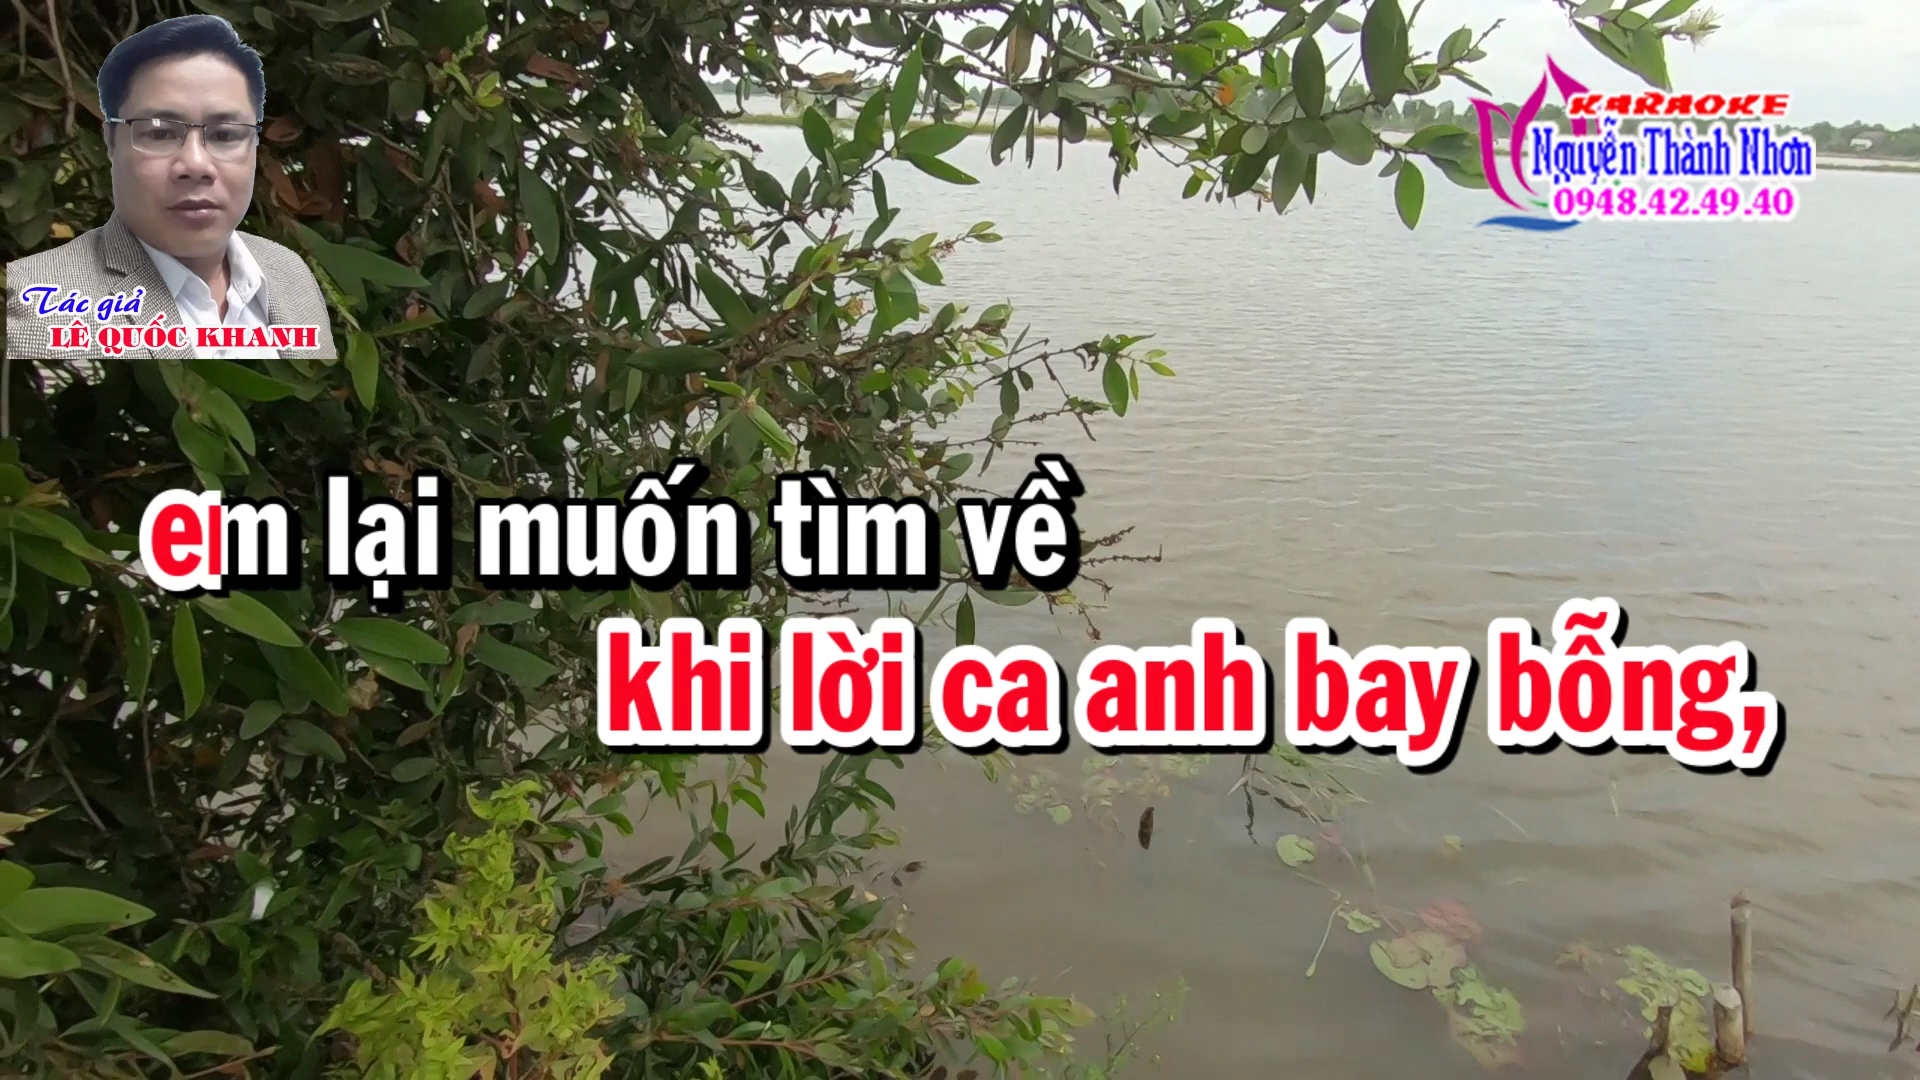 Tác giả
LÊ QUỐC KHANH
KARAOKE
Nguyễn Thành Nhơn
0948.42.49.40
em lại muốn tìm về
khi lời ca anh bay bỗng,